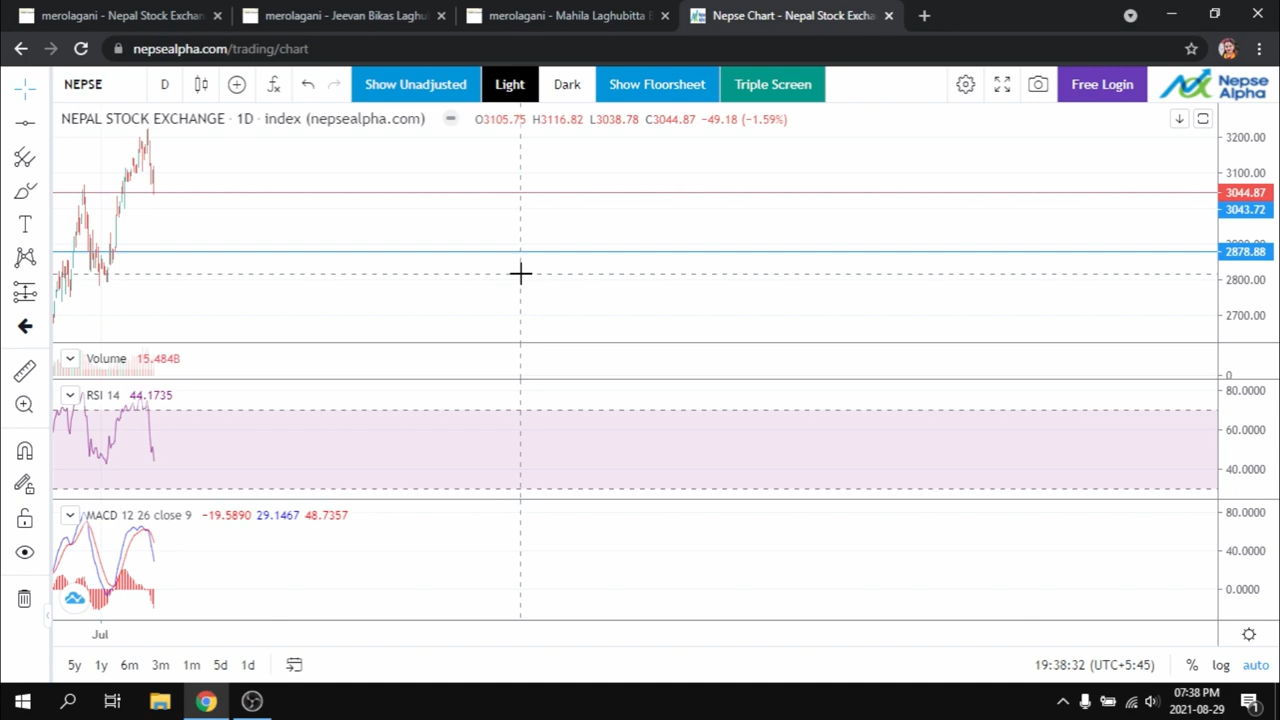 merolagani - Nepal Stock Exchan
merolagani - Jeevan Bikas Laghu
merolagani - Mahila Laghubitta
Nepse Chart - Nepal Stock Excha
nepsealpha.com/trading/chart
NEPSE D Show Unadjusted Light Dark Show Floorsheet Triple Screen Free Login Nepse Alpha
NEPAL STOCK EXCHANGE · 1D · index (nepsealpha.com) O3105.75 H3116.82 L3038.78 C3044.87 -49.18 (-1.59%)
3200.00
3100.00
3044.87
3043.72
2878.88
2800.00
2700.00
Volume 15.484B
0
RSI 14 44.1735
80.0000
60.0000
40.0000
MACD 12 26 close 9 -19.5890 29.1467 48.7357
80.0000
40.0000
0.0000
Jul
5y 1y 6m 3m 1m 5d 1d 19:38:32 (UTC+5:45) % log auto
07:38 PM
2021-08-29
1